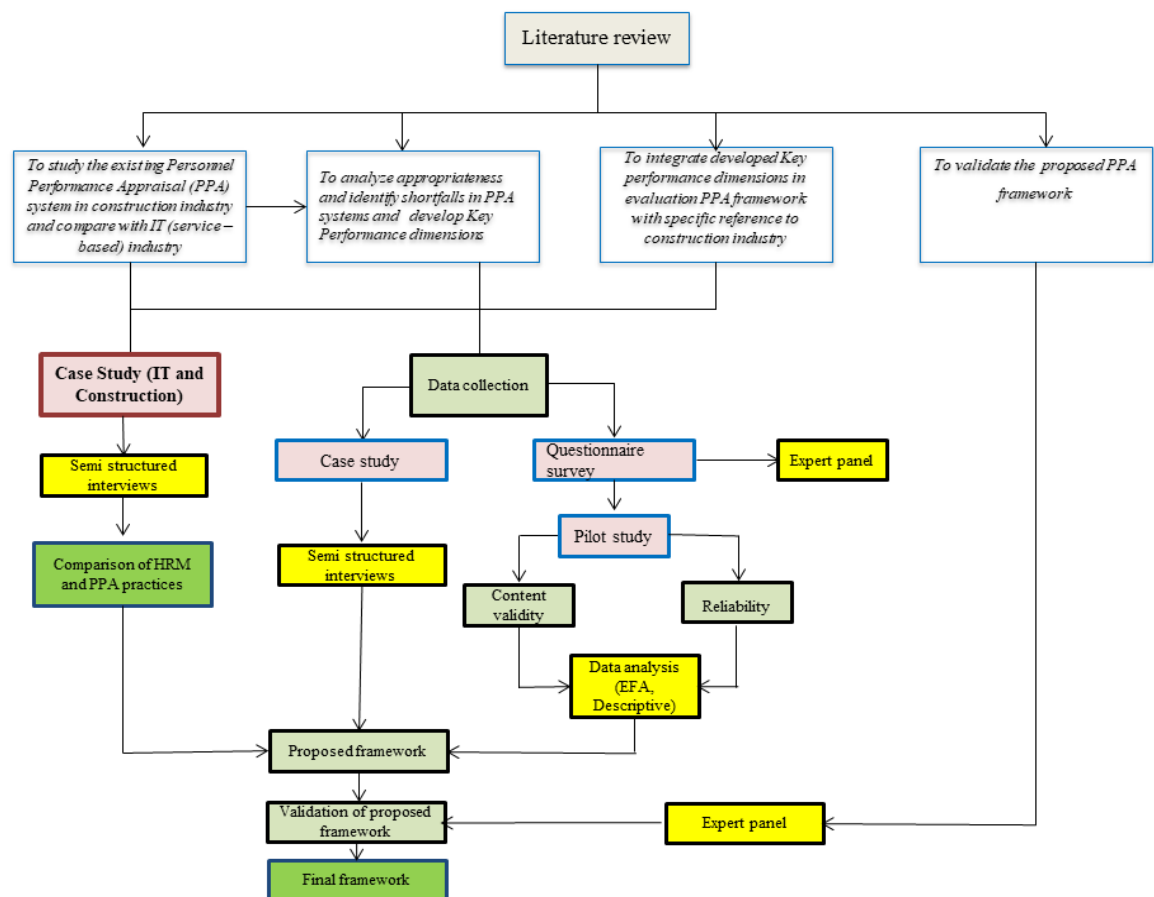 Literature review
To study the existing Personnel
Performance Appraisal (PPA)
system in construction industry
and compare with IT (service –
based) industry
To analyze appropriateness
and identify shortfalls in PPA
systems and develop Key
Performance dimensions
To integrate developed Key
performance dimensions in
evaluation PPA framework
with specific reference to
construction industry
To validate the proposed PPA
framework
Case Study (IT and
Construction)
Data collection
Case study
Questionnaire
survey
Expert panel
Semi structured
interviews
Pilot study
Comparison of HRM
and PPA practices
Semi structured
interviews
Content
validity
Reliability
Data analysis
(EFA,
Descriptive)
Proposed framework
Validation of proposed
framework
Expert panel
Final framework